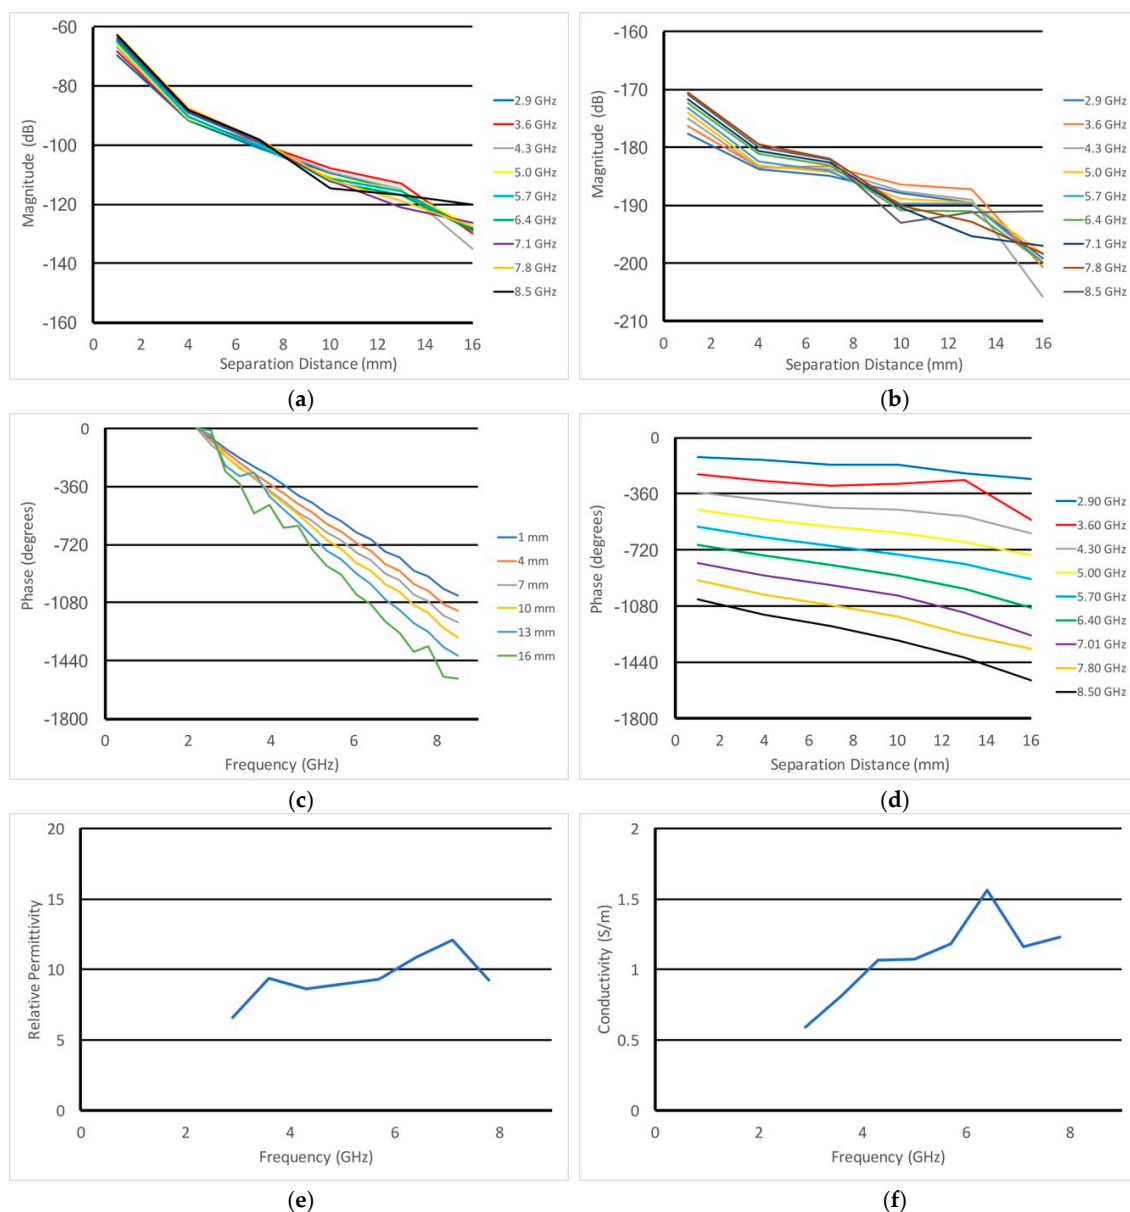 -60
-80
-100
-120
-140
-160
Magnitude (dB)
0 2 4 6 8 10 12 14 16
Separation Distance (mm)
2.9 GHz
3.6 GHz
4.3 GHz
5.0 GHz
5.7 GHz
6.4 GHz
7.1 GHz
7.8 GHz
8.5 GHz
(a)
-160
-170
-180
-190
-200
-210
Magnitude (dB)
0 2 4 6 8 10 12 14 16
Separation Distance (mm)
2.9 GHz
3.6 GHz
4.3 GHz
5.0 GHz
5.7 GHz
6.4 GHz
7.1 GHz
7.8 GHz
8.5 GHz
(b)
0
-360
-720
-1080
-1440
-1800
Phase (degrees)
0 2 4 6 8
Frequency (GHz)
1 mm
4 mm
7 mm
10 mm
13 mm
16 mm
(c)
0
-360
-720
-1080
-1440
-1800
Phase (degrees)
0 2 4 6 8 10 12 14 16
Separation Distance (mm)
2.90 GHz
3.60 GHz
4.30 GHz
5.00 GHz
5.70 GHz
6.40 GHz
7.01 GHz
7.80 GHz
8.50 GHz
(d)
20
15
10
5
0
Relative Permittivity
0 2 4 6 8
Frequency (GHz)
(e)
2
1.5
1
0.5
0
Conductivity (S/m)
0 2 4 6 8
Frequency (GHz)
(f)